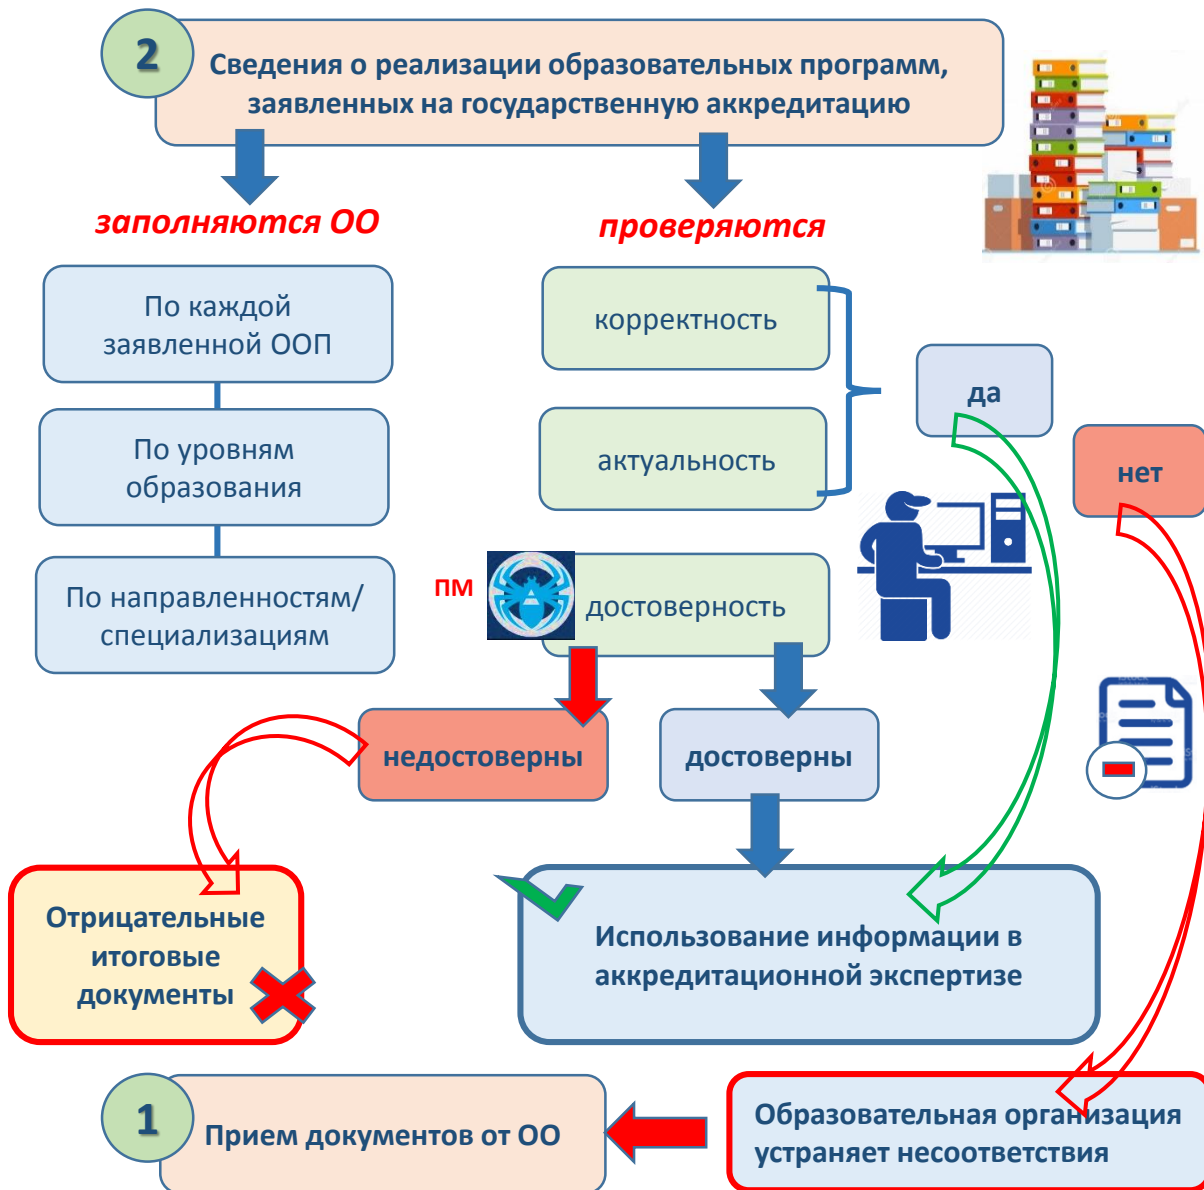 2
Сведения о реализации образовательных программ,
заявленных на государственную аккредитацию
заполняются ОО
проверяются
По каждой
заявленной ООП
По уровням
образования
По направленностям/
специализациям
корректность
актуальность
да
нет
ПМ
достоверность
недостоверны
достоверны
Отрицательные
итоговые
документы
Использование информации в
аккредитационной экспертизе
1
Прием документов от ОО
Образовательная организация
устраняет несоответствия